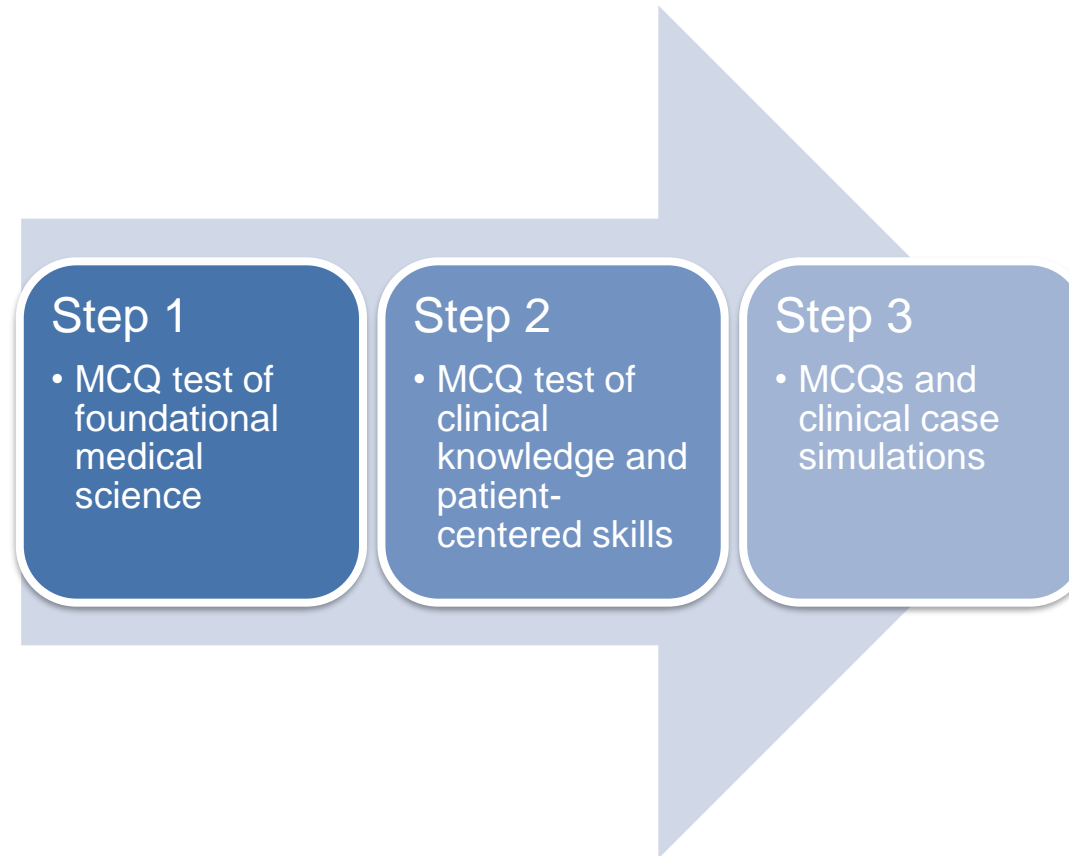 Step 1
• MCQ test of
foundational
medical
science
Step 2
• MCQ test of
clinical
knowledge and
patient-
centered skills
Step 3
• MCQs and
clinical case
simulations